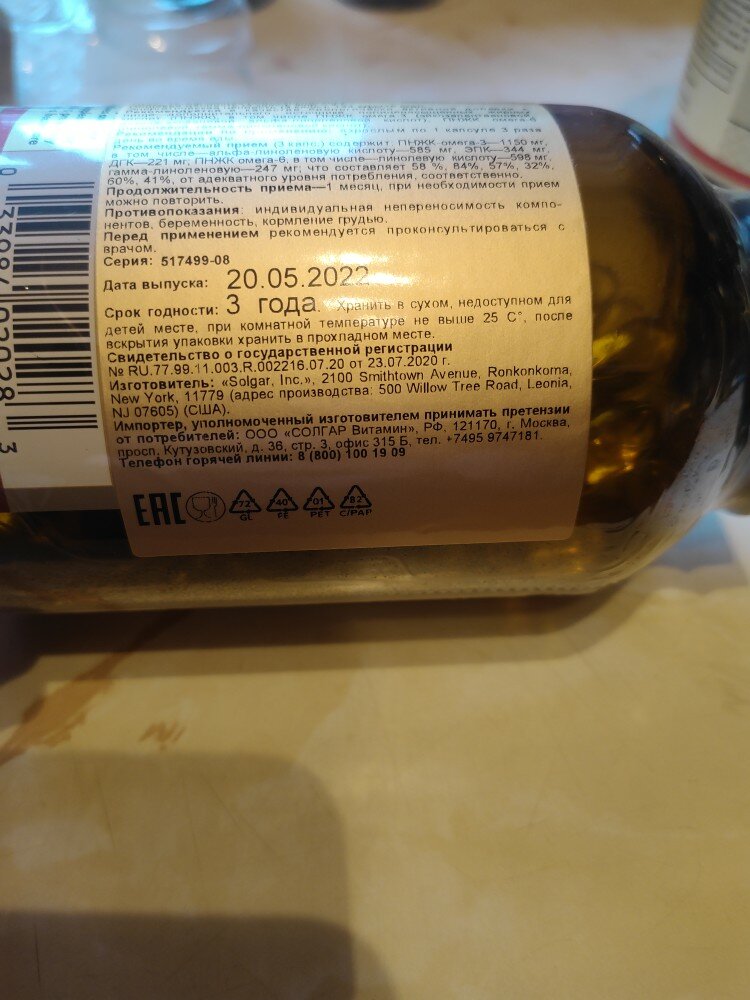 взрослым по 1 капсуле 3 раза
Рекомендуемый прием (3 капс.) содержит: ПНЖК омега-3—1150 мг,
в том числе—альфа-линоленовую кислоту—585 мг, ЭПК—344 мг,
ДГК—221 мг; ПНЖК омега-6, в том числе—линолевую кислоту—598 мг,
гамма-линоленовую—247 мг; что составляет 58 %, 84%, 57%, 32%,
60%, 41%, от адекватного уровня потребления, соответственно.
Продолжительность приема—1 месяц, при необходимости прием
можно повторить.
Противопоказания: индивидуальная непереносимость компо-
нентов, беременность, кормление грудью.
Перед применением рекомендуется проконсультироваться с
врачом.
Серия: 517499-08
Дата выпуска: 20.05.2022
Срок годности: 3 года. Хранить в сухом, недоступном для
детей месте, при комнатной температуре не выше 25 С°, после
вскрытия упаковки хранить в прохладном месте.
Свидетельство о государственной регистрации
№ RU.77.99.11.003.R.002216.07.20 от 23.07.2020 г.
Изготовитель: «Solgar, Inc.», 2100 Smithtown Avenue, Ronkonkoma,
New York, 11779 (адрес производства: 500 Willow Tree Road, Leonia,
NJ 07605) (США).
Импортер, уполномоченный изготовителем принимать претензии
от потребителей: ООО «СОЛГАР Витамин», РФ, 121170, г. Москва,
просп. Кутузовский, д. 36, стр. 3, офис 315 Б, тел. +7495 9747181.
Телефон горячей линии: 8 (800) 100 19 09
EAC
72 40 01 82
GL PE PET C/PAP